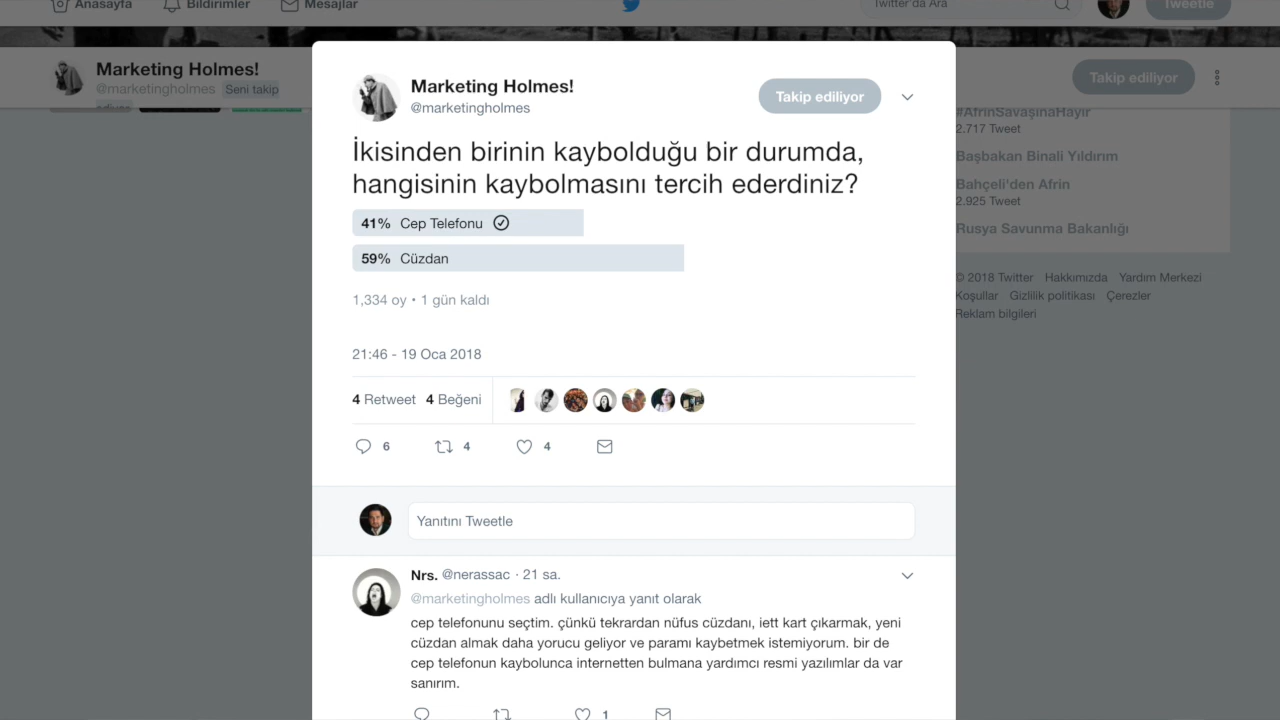 Anasayfa
Bildirimler
Mesajlar
Twitter'da Ara
Tweetle
Marketing Holmes!
@marketingholmes
Seni takip
ediyor
Takip ediliyor
Marketing Holmes!
@marketingholmes
Takip ediliyor
İkisinden birinin kaybolduğu bir durumda,
hangisinin kaybolmasını tercih ederdiniz?
41% Cep Telefonu
59% Cüzdan
1,334 oy • 1 gün kaldı
21:46 - 19 Oca 2018
4 Retweet 4 Beğeni
6 4 4
Yanıtını Tweetle
Nrs. @nerassac · 21 sa.
@marketingholmes adlı kullanıcıya yanıt olarak
cep telefonunu seçtim. çünkü tekrardan nüfus cüzdanı, iett kart çıkarmak, yeni
cüzdan almak daha yorucu geliyor ve paramı kaybetmek istemiyorum. bir de
cep telefonun kaybolunca internetten bulmana yardımcı resmi yazılımlar da var
sanırım.
1
#AfrinSavaşınaHayır
2.717 Tweet
Başbakan Binali Yıldırım
Bahçeli'den Afrin
2.925 Tweet
Rusya Savunma Bakanlığı
© 2018 Twitter Hakkımızda Yardım Merkezi
Koşullar Gizlilik politikası Çerezler
Reklam bilgileri